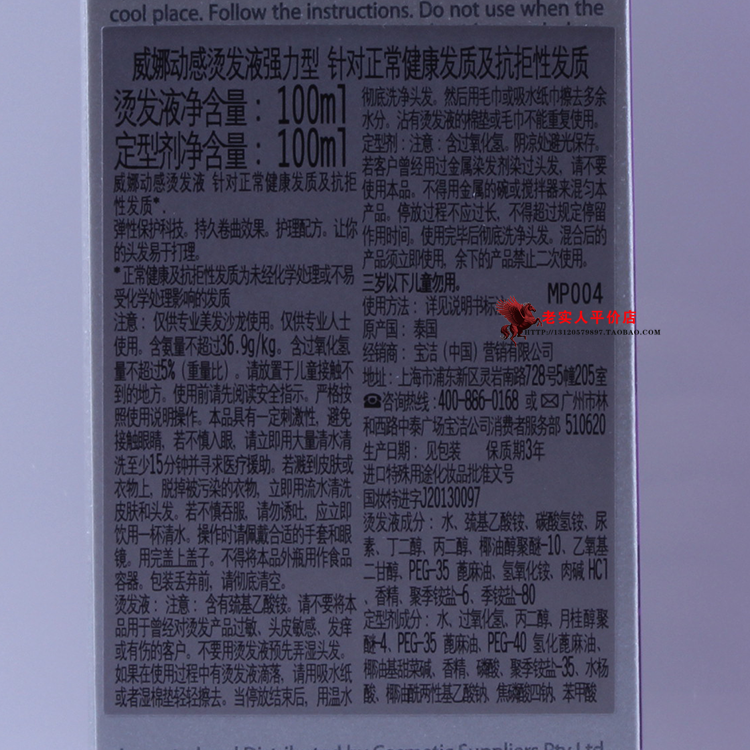 cool place. Follow the instructions. Do not use when the
威娜动感烫发液强力型 针对正常健康发质及抗拒性发质
烫发液净含量：100ml
定型剂净含量：100ml
威娜动感烫发液 针对正常健康发质及抗拒
性发质*。
弹性保护科技。持久卷曲效果。护理配方、让你
的头发易于打理。
*正常健康及抗拒性发质为未经化学处理或不易
受化学处理影响的发质
注意：仅供专业美发沙龙使用。仅供专业人士
使用。含氨量不超过36.9g/kg。含过氧化氢
量不超过5%（重量比）。请放置于儿童接触不
到的地方。使用前请先阅读安全指示。严格按
照使用说明操作。本品具有一定刺激性，避免
接触眼睛，若不慎入眼，请立即用大量清水清
洗至少15分钟并寻求医疗援助。若溅到皮肤或
衣物上，脱掉被污染的衣物，立即用流水清洗
皮肤和头发。若不慎吞服，请勿诱吐，应立即
饮用一杯清水。操作时请佩戴合适的手套和眼
镜。用完盖上盖子。不得将本品外瓶用作食品
容器。包装丢弃前，请彻底清空。
烫发液：注意：含有巯基乙酸铵。请不要将本
品用于曾经对烫发产品过敏、头皮敏感、发痒
或有伤的客户。不要用烫发液预先弄湿头发。
如果在使用过程中有烫发液滴落，请用吸水纸
或者湿棉垫轻轻擦去。当停放结束后，用温水
彻底洗净头发。然后用毛巾或吸水纸巾擦去多余
水分。沾有烫发液的棉垫或毛巾不能重复使用。
定型剂：注意：含过氧化氢。阴凉处避光保存。
若客户曾经用过金属染发剂染过头发，请不要
使用本品。不得用金属的碗或搅拌器来混匀本
产品。停放过程不应过长，不得超过规定停留
作用时间。使用完毕后彻底洗净头发。混合后的
产品须立即使用，余下的产品禁止二次使用。
三岁以下儿童勿用。
MP004
使用方法：详见说明书标注
老实人平价店
HTTP://13120579897.TAOBAO.COM
原产国：泰国
经销商：宝洁（中国）营销有限公司
地址：上海市浦东新区灵岩南路728号5幢205室
☎咨询热线：400-886-0168 或 ✉广州市林
和西路中泰广场宝洁公司消费者服务部 510620
生产日期：见包装 保质期3年
进口特殊用途化妆品批准文号
国妆特进字J20130097
烫发液成分：水、巯基乙酸铵、碳酸氢铵、尿
素、丁二醇、丙二醇、椰油醇聚醚-10、乙氧基
二甘醇、PEG-35 蓖麻油、氢氧化铵、肉碱 HCl
、香精、聚季铵盐-6、季铵盐-80
定型剂成分：水、过氧化氢、丙二醇、月桂醇聚
醚-4、PEG-35 蓖麻油、PEG-40 氢化蓖麻油、
椰油基甜菜碱、香精、磷酸、聚季铵盐-35、水杨
酸、椰油酰两性基乙酸钠、焦磷酸四钠、苯甲酸